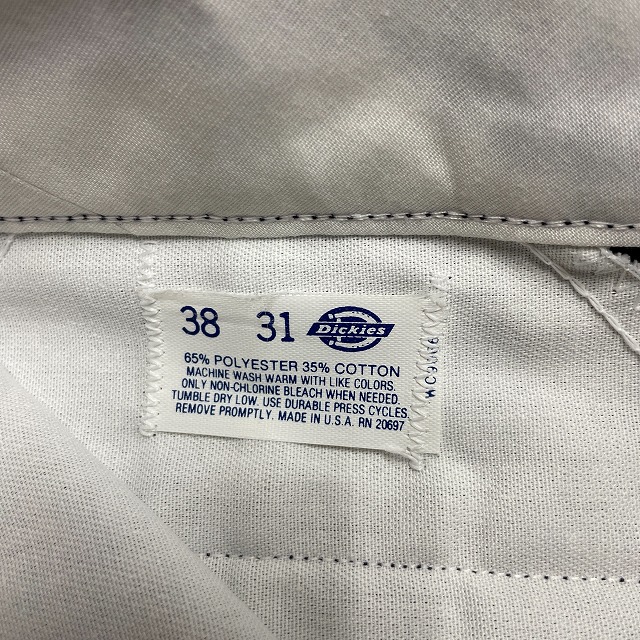 38 31 Dickies
65% POLYESTER 35% COTTON
MACHINE WASH WARM WITH LIKE COLORS.
ONLY NON-CHLORINE BLEACH WHEN NEEDED.
TUMBLE DRY LOW. USE DURABLE PRESS CYCLES.
REMOVE PROMPTLY. MADE IN U.S.A. RN 20697